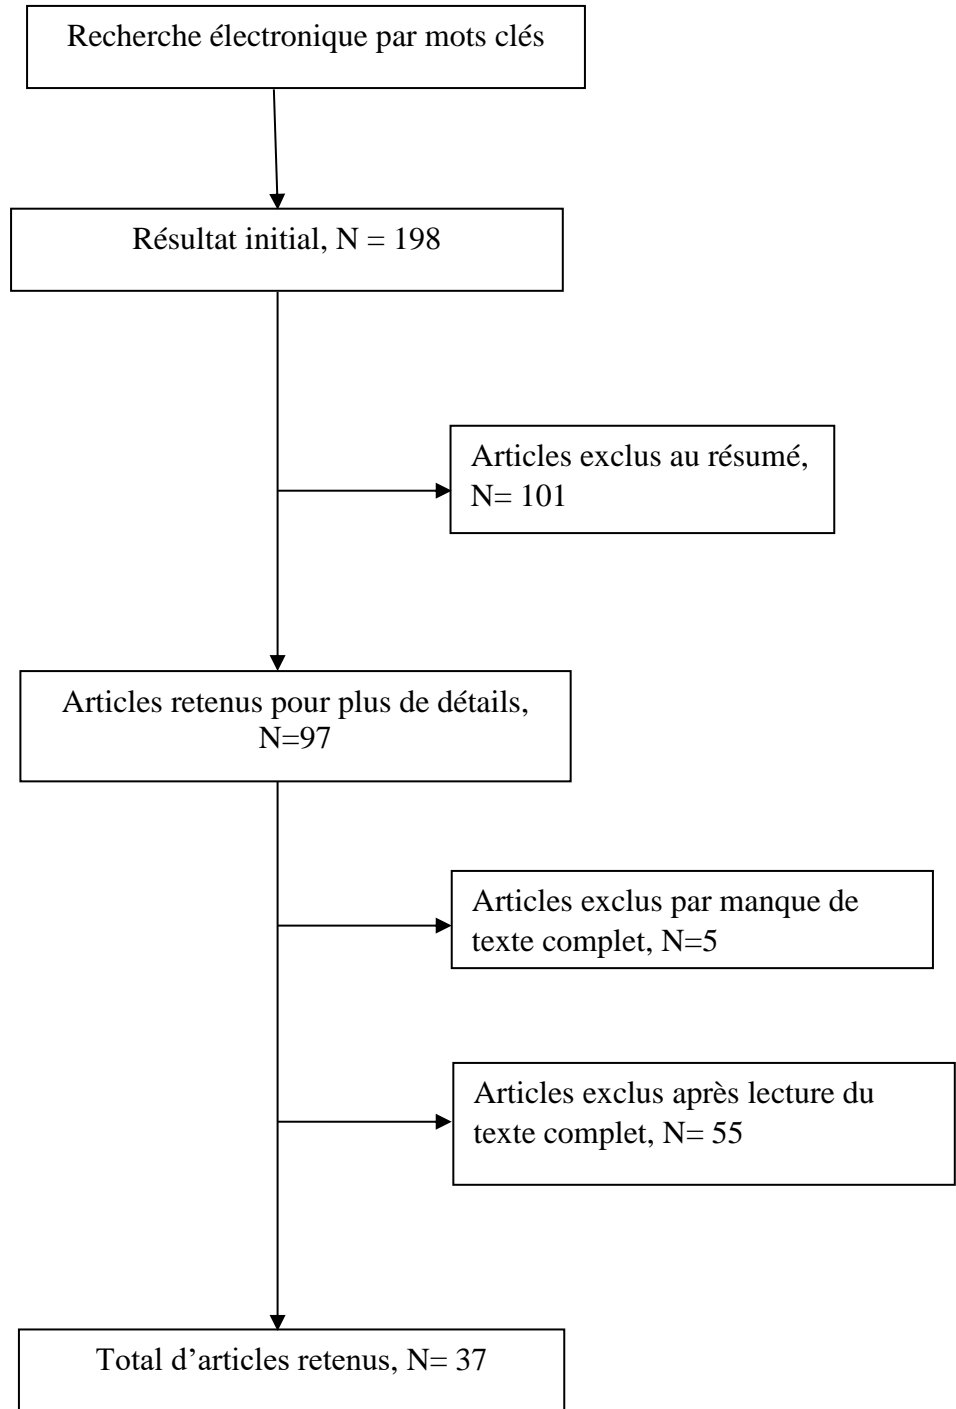 Recherche électronique par mots clés
Résultat initial, N = 198
Articles exclus au résumé,
N= 101
Articles retenus pour plus de détails,
N=97
Articles exclus par manque de
texte complet, N=5
Articles exclus après lecture du
texte complet, N= 55
Total d’articles retenus, N= 37